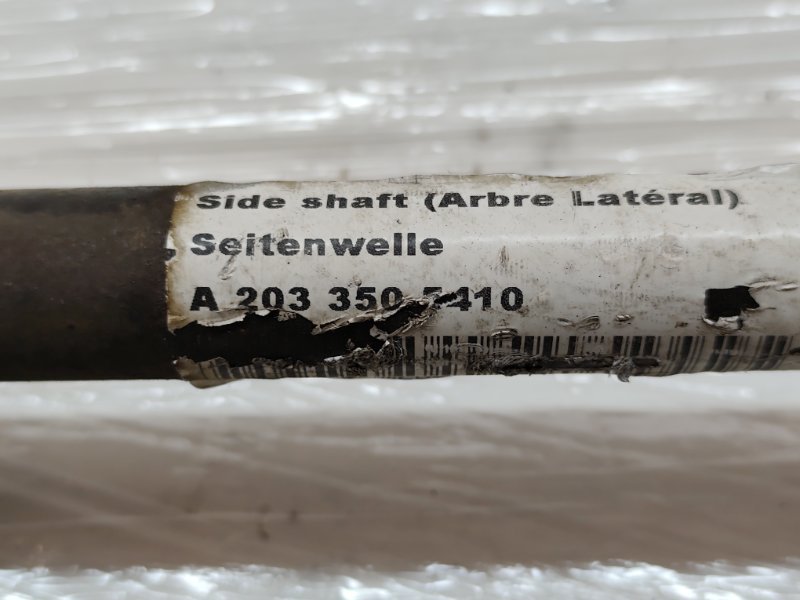 Side shaft (Arbre Latéral)
Seitenwelle
A 203 350 5410